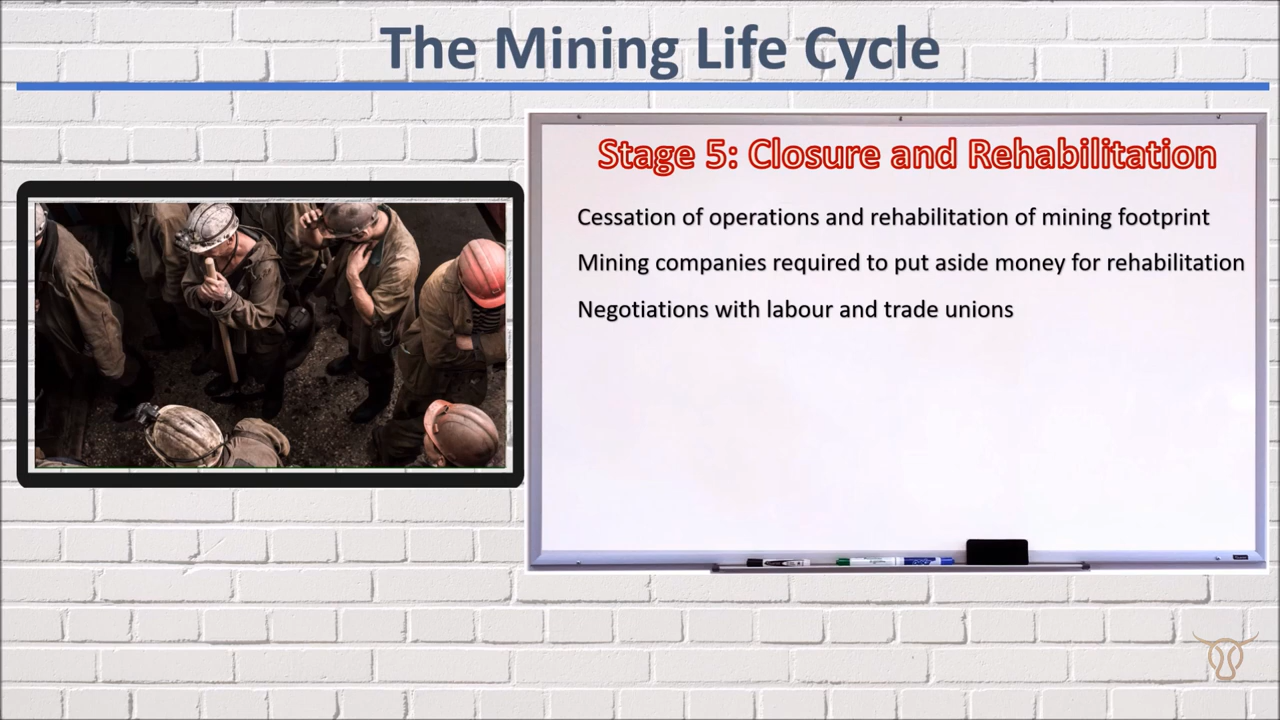 The Mining Life Cycle
Stage 5: Closure and Rehabilitation
Cessation of operations and rehabilitation of mining footprint
Mining companies required to put aside money for rehabilitation
Negotiations with labour and trade unions